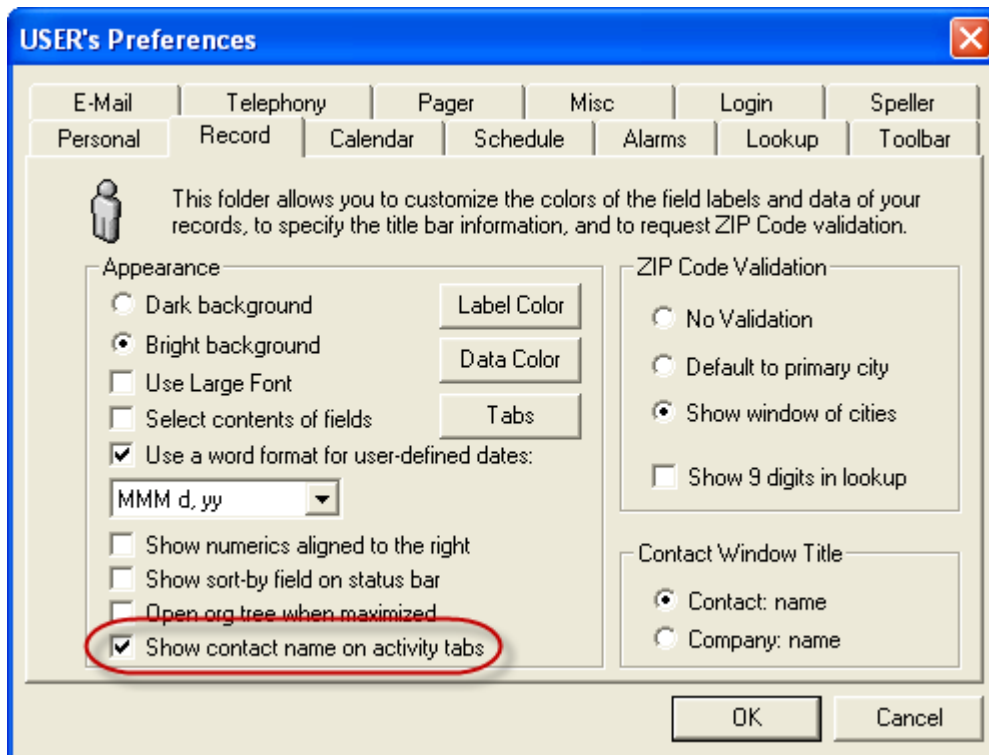 USER's Preferences
E-Mail Telephony Pager Misc Login Speller
Personal Record Calendar Schedule Alarms Lookup Toolbar
This folder allows you to customize the colors of the field labels and data of your
records, to specify the title bar information, and to request ZIP Code validation.
Appearance
Dark background
Label Color
Bright background
Data Color
Use Large Font
Select contents of fields
Tabs
Use a word format for user-defined dates:
MMM d, yy
Show numerics aligned to the right
Show sort-by field on status bar
Open org tree when maximized
Show contact name on activity tabs
ZIP Code Validation
No Validation
Default to primary city
Show window of cities
Show 9 digits in lookup
Contact Window Title
Contact: name
Company: name
OK Cancel